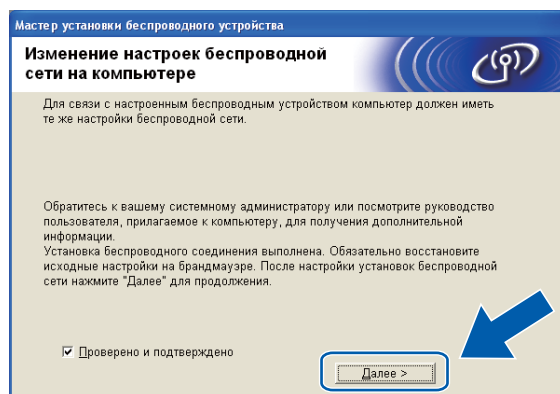 Мастер установки беспроводного устройства
Изменение настроек беспроводной
сети на компьютере
Для связи с настроенным беспроводным устройством компьютер должен иметь
те же настройки беспроводной сети.
Обратитесь к вашему системному администратору или посмотрите руководство
пользователя, прилагаемое к компьютеру, для получения дополнительной
информации.
Установка беспроводного соединения выполнена. Обязательно восстановите
исходные настройки на брандмауэре. После настройки установок беспроводной
сети нажмите "Далее" для продолжения.
Проверено и подтверждено
Далее >